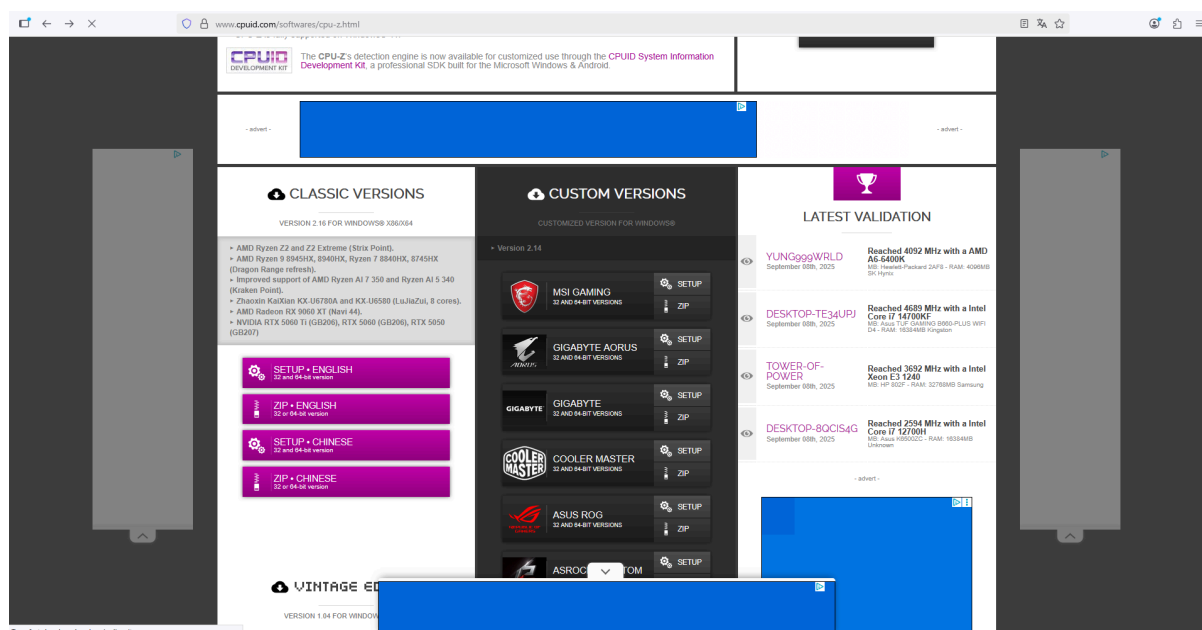 www.cpuid.com/softwares/cpu-z.html
CPUID
DEVELOPMENT KIT
The CPU-Z's detection engine is now available for customized use through the CPUID System Information
Development Kit, a professional SDK built for the Microsoft Windows & Android.
- advert -
- advert -
CLASSIC VERSIONS
VERSION 2.16 FOR WINDOWS® X86/X64
▸ AMD Ryzen Z2 and Z2 Extreme (Strix Point).
▸ AMD Ryzen 9 8945HX, 8940HX, Ryzen 7 8840HX, 8745HX
(Dragon Range refresh).
▸ Improved support of AMD Ryzen AI 7 350 and Ryzen AI 5 340
(Kraken Point).
▸ Zhaoxin KaiXian KX-U6780A and KX-U6580 (LuJiaZui, 8 cores).
▸ AMD Radeon RX 9060 XT (Navi 44).
▸ NVIDIA RTX 5060 Ti (GB206), RTX 5060 (GB206), RTX 5050
(GB207)
SETUP • ENGLISH
32 and 64-bit version
ZIP • ENGLISH
32 or 64-bit version
SETUP • CHINESE
32 and 64-bit version
ZIP • CHINESE
32 or 64-bit version
VINTAGE ED
VERSION 1.04 FOR WINDOW
CUSTOM VERSIONS
CUSTOMIZED VERSION FOR WINDOWS®
▸ Version 2.14
MSI GAMING
32 AND 64-BIT VERSIONS
SETUP
ZIP
AORUS
GIGABYTE AORUS
32 AND 64-BIT VERSIONS
SETUP
ZIP
GIGABYTE
GIGABYTE
32 AND 64-BIT VERSIONS
SETUP
ZIP
COOLER MASTER
COOLER MASTER
32 AND 64-BIT VERSIONS
SETUP
ZIP
ASUS ROG
32 AND 64-BIT VERSIONS
SETUP
ZIP
ASROC
TOM
SETUP
LATEST VALIDATION
YUNG999WRLD
September 08th, 2025
Reached 4092 MHz with a AMD
A6-6400K
MB: Hewlett-Packard 2AF8 - RAM: 4096MB
SK Hynix
DESKTOP-TE34UPJ
September 08th, 2025
Reached 4689 MHz with a Intel
Core i7 14700KF
MB: Asus TUF GAMING B660-PLUS WIFI
D4 - RAM: 16384MB Kingston
TOWER-OF-
POWER
September 08th, 2025
Reached 3692 MHz with a Intel
Xeon E3 1240
MB: HP 802F - RAM: 32768MB Samsung
DESKTOP-8QCIS4G
September 08th, 2025
Reached 2594 MHz with a Intel
Core i7 12700H
MB: Asus K6500ZC - RAM: 16384MB
Unknown
- advert -